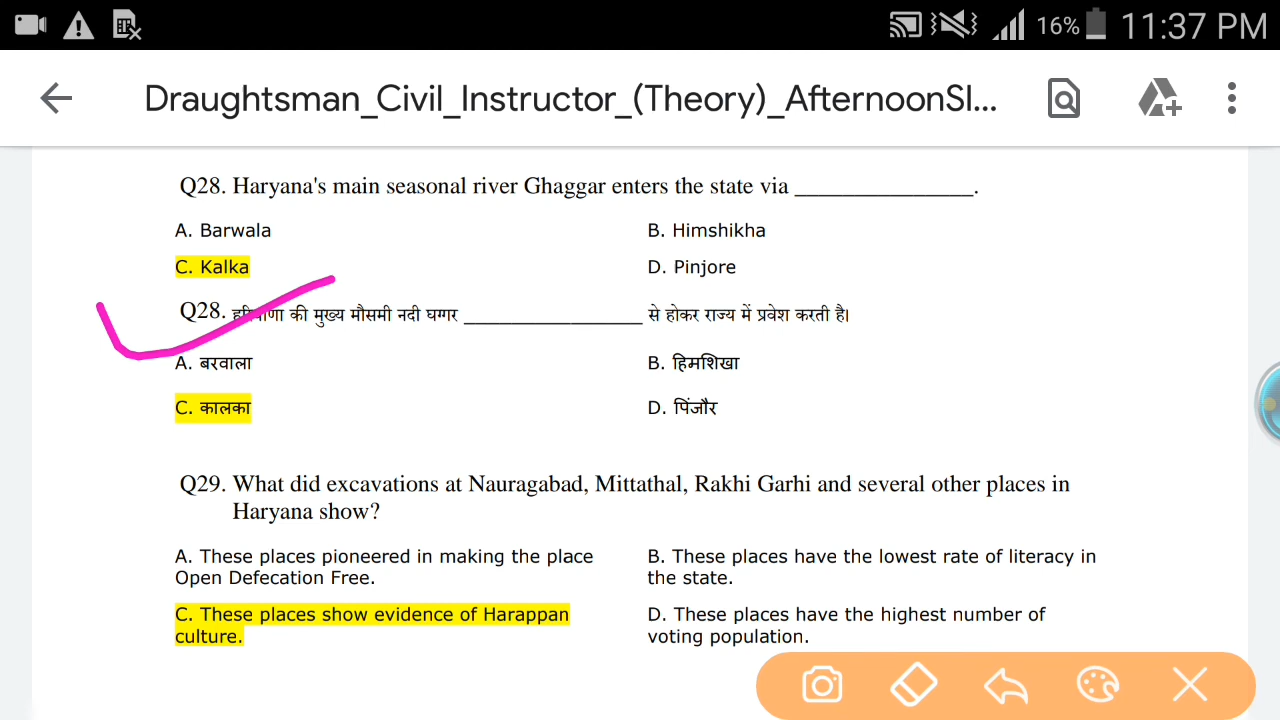 16% 11:37 PM
Draughtsman_Civil_Instructor_(Theory)_AfternoonSI...
Q28. Haryana's main seasonal river Ghaggar enters the state via _______________.
A. Barwala
B. Himshikha
C. Kalka
D. Pinjore
Q28. हरियाणा की मुख्य मौसमी नदी घग्गर _______________ से होकर राज्य में प्रवेश करती है।
A. बरवाला
B. हिमशिखा
C. कालका
D. पिंजौर
Q29. What did excavations at Nauragabad, Mittathal, Rakhi Garhi and several other places in
Haryana show?
A. These places pioneered in making the place
Open Defecation Free.
B. These places have the lowest rate of literacy in
the state.
C. These places show evidence of Harappan
culture.
D. These places have the highest number of
voting population.